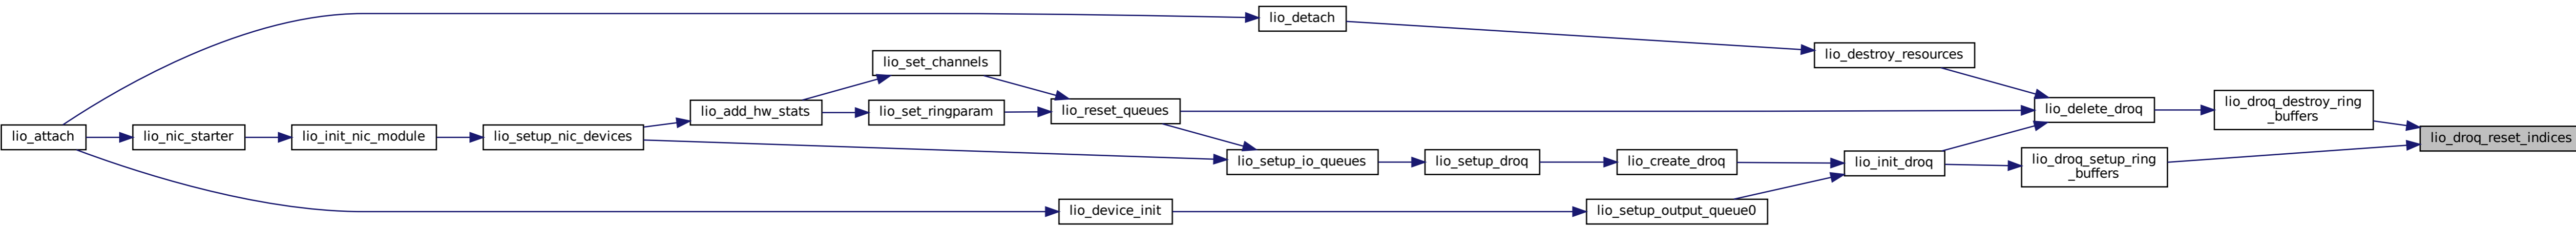 lio_detach
lio_destroy_resources
lio_set_channels
lio_attach
lio_nic_starter
lio_init_nic_module
lio_setup_nic_devices
lio_add_hw_stats
lio_set_ringparam
lio_reset_queues
lio_delete_droq
lio_droq_destroy_ring
_buffers
lio_droq_reset_indices
lio_setup_io_queues
lio_setup_droq
lio_create_droq
lio_init_droq
lio_droq_setup_ring
_buffers
lio_device_init
lio_setup_output_queue0